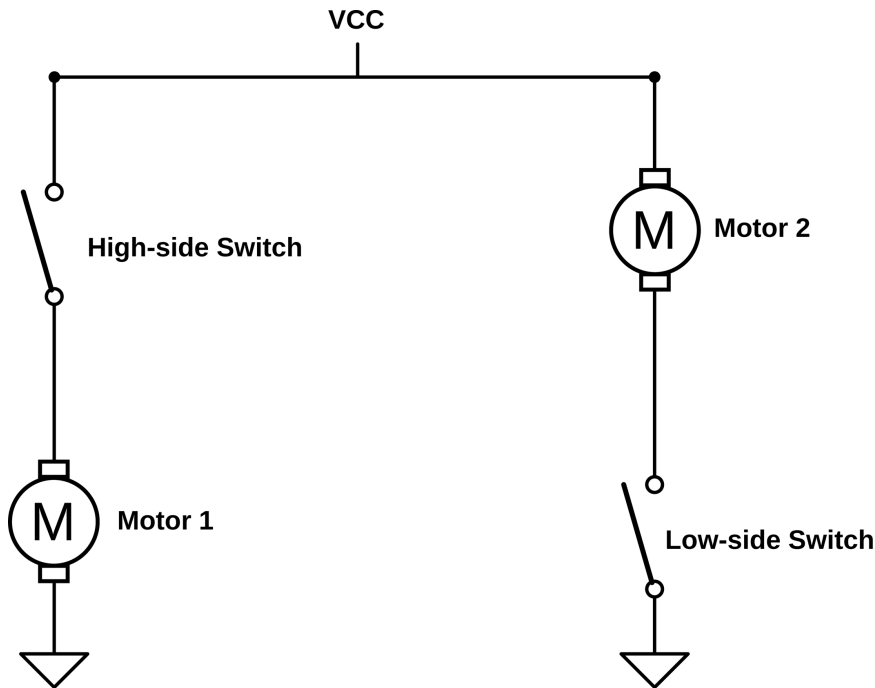 VCC
High-side Switch
M
Motor 2
M
Motor 1
Low-side Switch